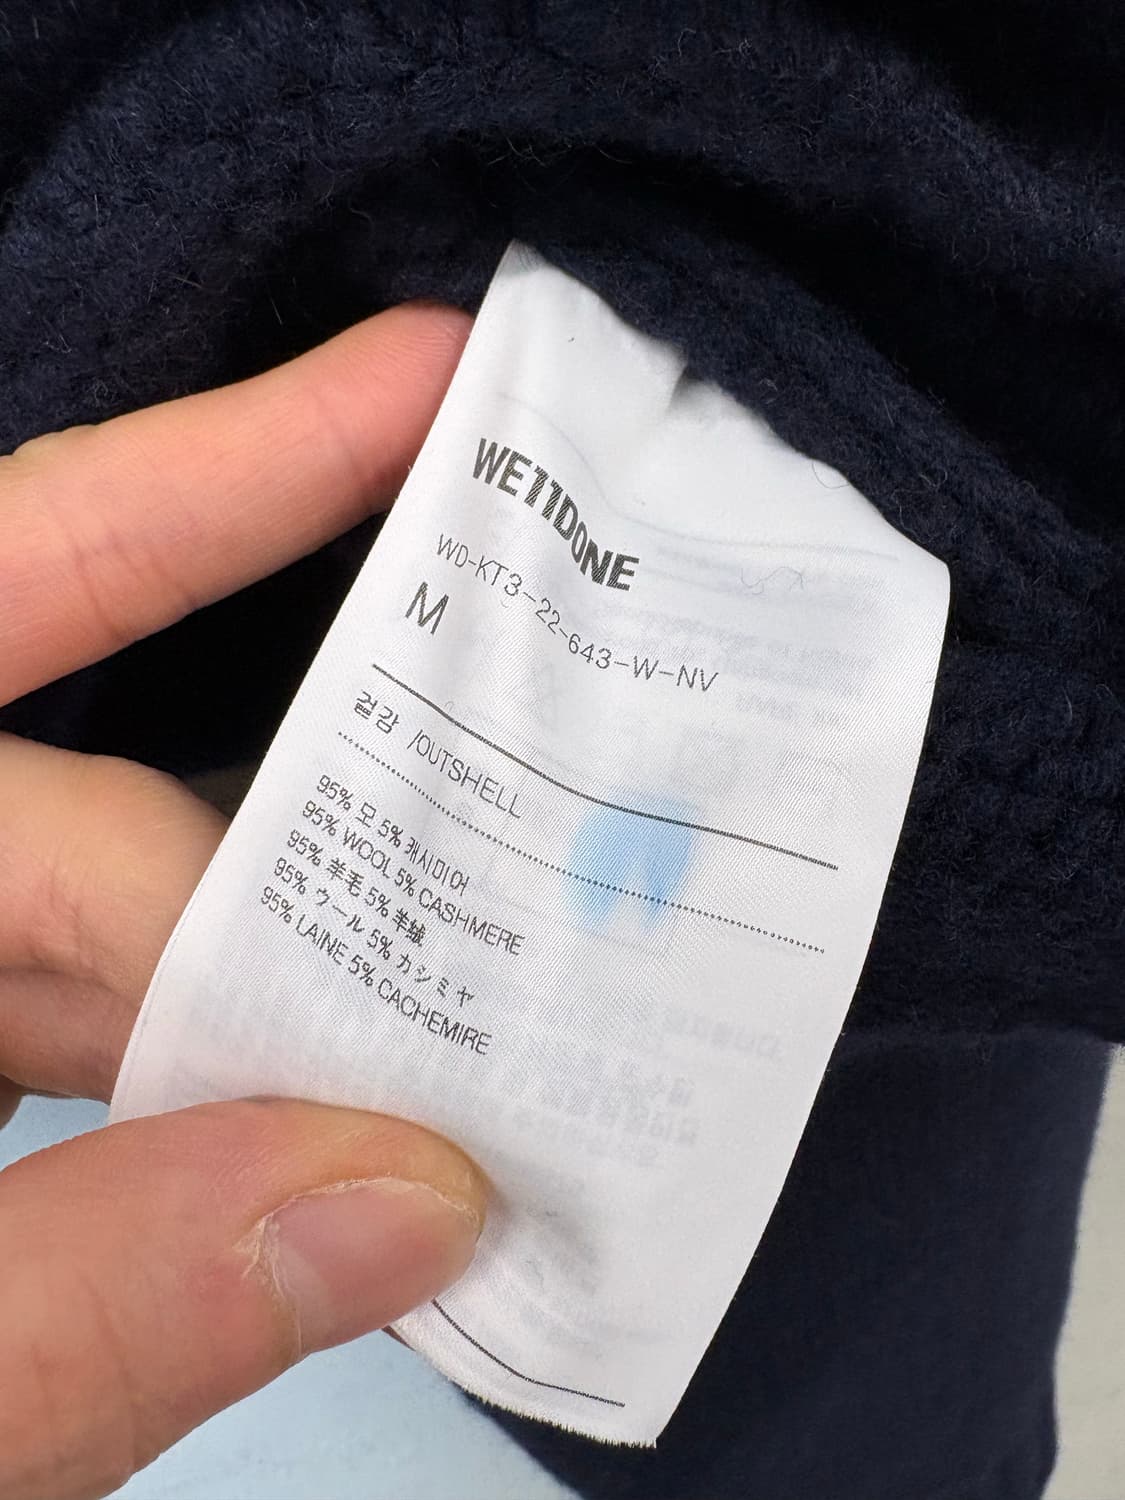 WE11DONE
WD-KT3-22-643-W-NV
M
겉감 /OUTSHELL
95% 모 5% 캐시미어
95% WOOL 5% CASHMERE
95% 羊毛 5% 羊绒
95% ウール 5% カシミヤ
95% LAINE 5% CACHEMIRE